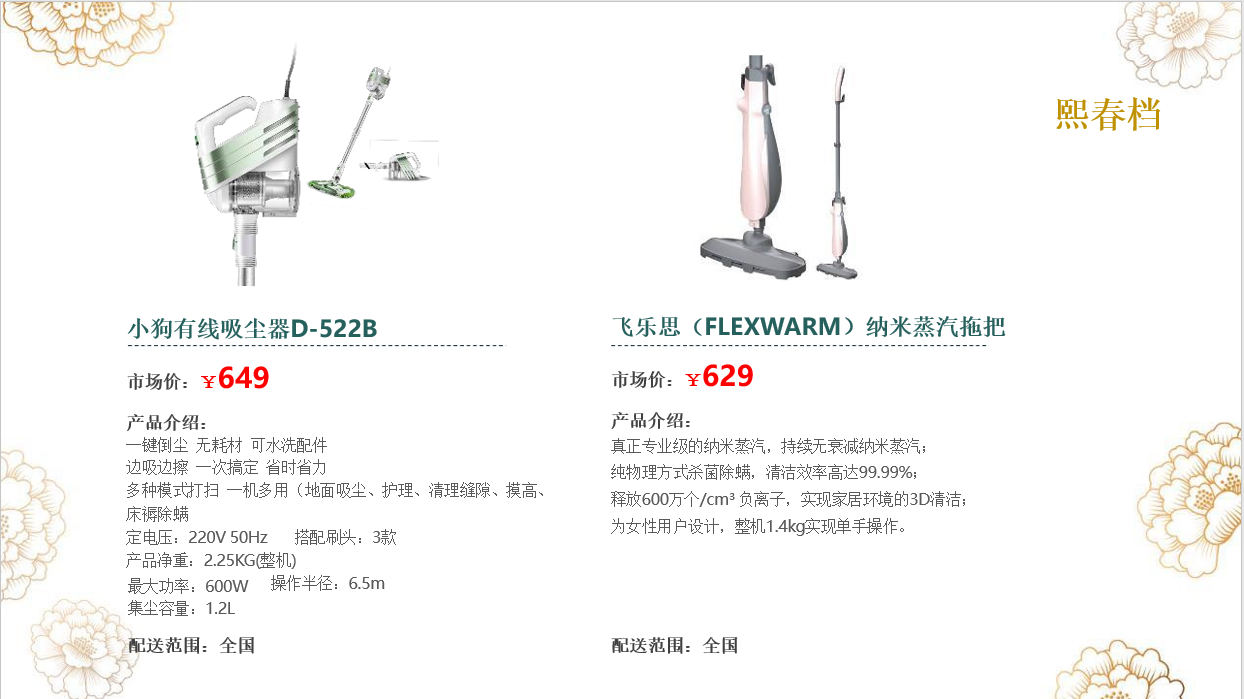 熙春档
小狗有线吸尘器D-522B
市场价：¥649
产品介绍：
一键倒尘 无耗材 可水洗配件
边吸边擦 一次搞定 省时省力
多种模式打扫 一机多用（地面吸尘、护理、清理缝隙、摸高、
床褥除螨
定电压：220V 50Hz 搭配刷头：3款
产品净重：2.25KG(整机)
最大功率：600W 操作半径：6.5m
集尘容量：1.2L
配送范围：全国
飞乐思（FLEXWARM）纳米蒸汽拖把
市场价：¥629
产品介绍：
真正专业级的纳米蒸汽，持续无衰减纳米蒸汽；
纯物理方式杀菌除螨，清洁效率高达99.99%；
释放600万个/cm³ 负离子，实现家居环境的3D清洁；
为女性用户设计，整机1.4kg实现单手操作。
配送范围：全国